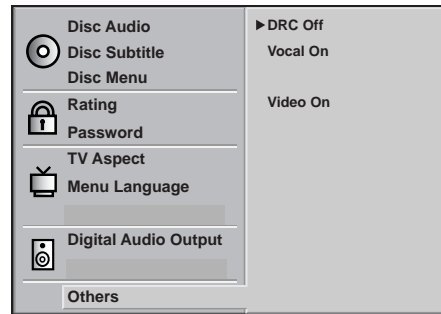 Disc Audio
Disc Subtitle
Disc Menu
Rating
Password
TV Aspect
Menu Language
Digital Audio Output
Others
DRC Off
Vocal On
Video On